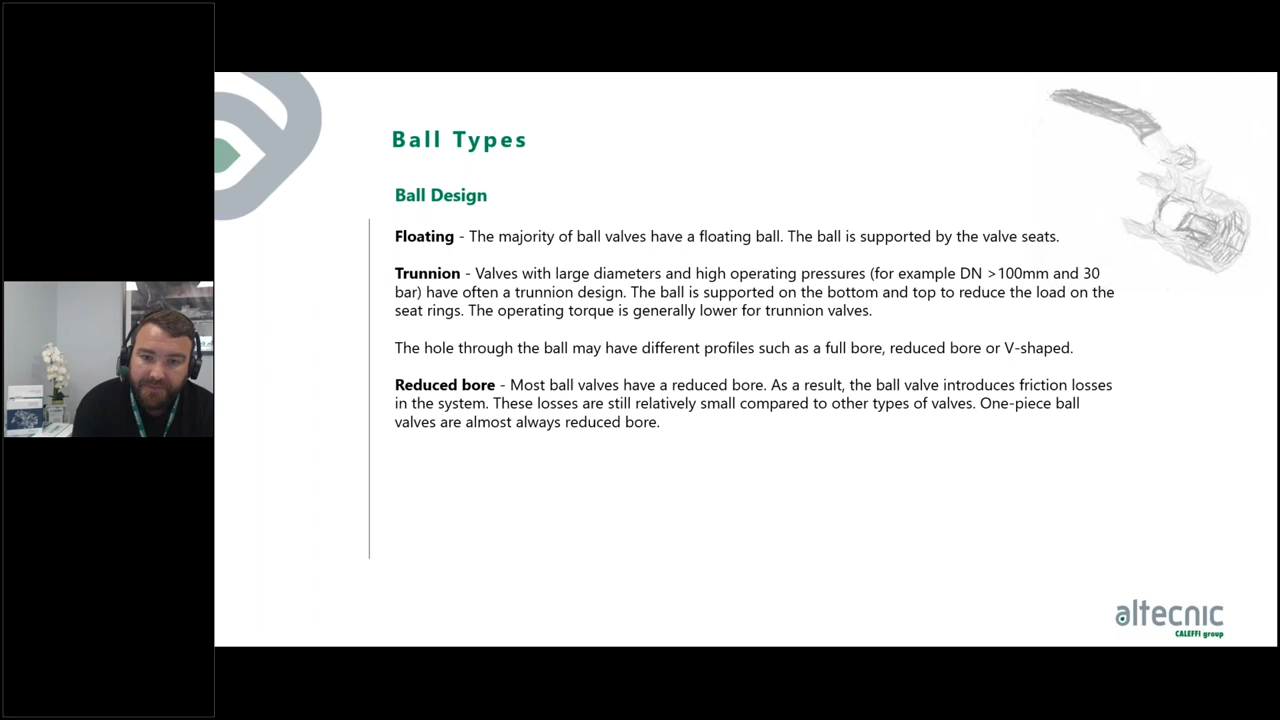 Ball Types
Ball Design
Floating - The majority of ball valves have a floating ball. The ball is supported by the valve seats.
Trunnion - Valves with large diameters and high operating pressures (for example DN >100mm and 30
bar) have often a trunnion design. The ball is supported on the bottom and top to reduce the load on the
seat rings. The operating torque is generally lower for trunnion valves.
The hole through the ball may have different profiles such as a full bore, reduced bore or V-shaped.
Reduced bore - Most ball valves have a reduced bore. As a result, the ball valve introduces friction losses
in the system. These losses are still relatively small compared to other types of valves. One-piece ball
valves are almost always reduced bore.
altecnic
CALEFFI group